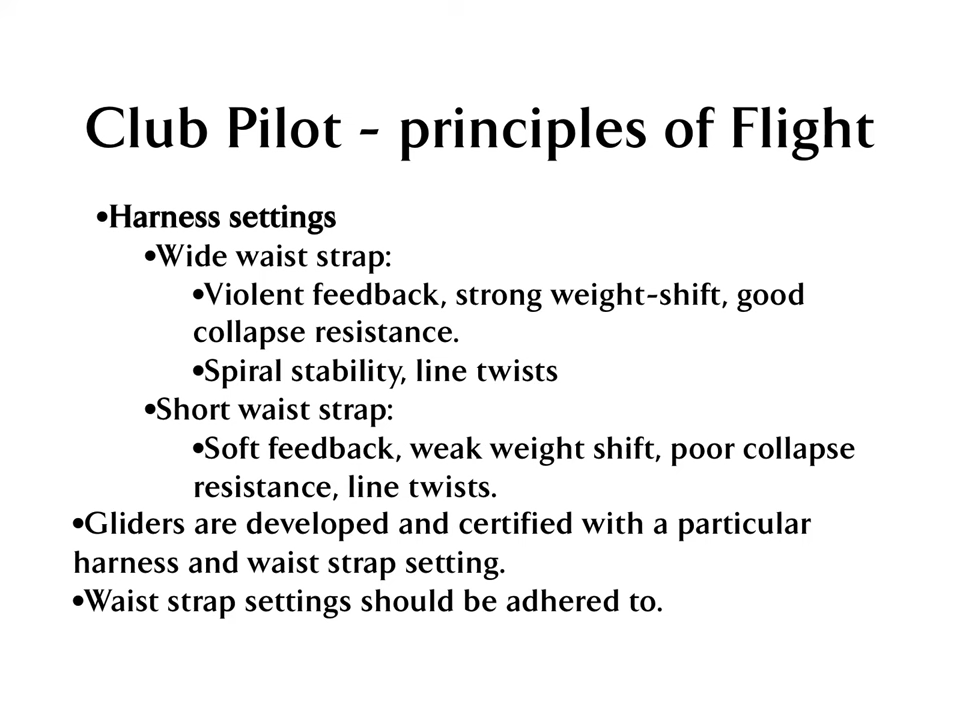 Club Pilot - principles of Flight
•Harness settings
•Wide waist strap:
•Violent feedback, strong weight-shift, good
collapse resistance.
•Spiral stability, line twists
•Short waist strap:
•Soft feedback, weak weight shift, poor collapse
resistance, line twists.
•Gliders are developed and certified with a particular
harness and waist strap setting.
•Waist strap settings should be adhered to.